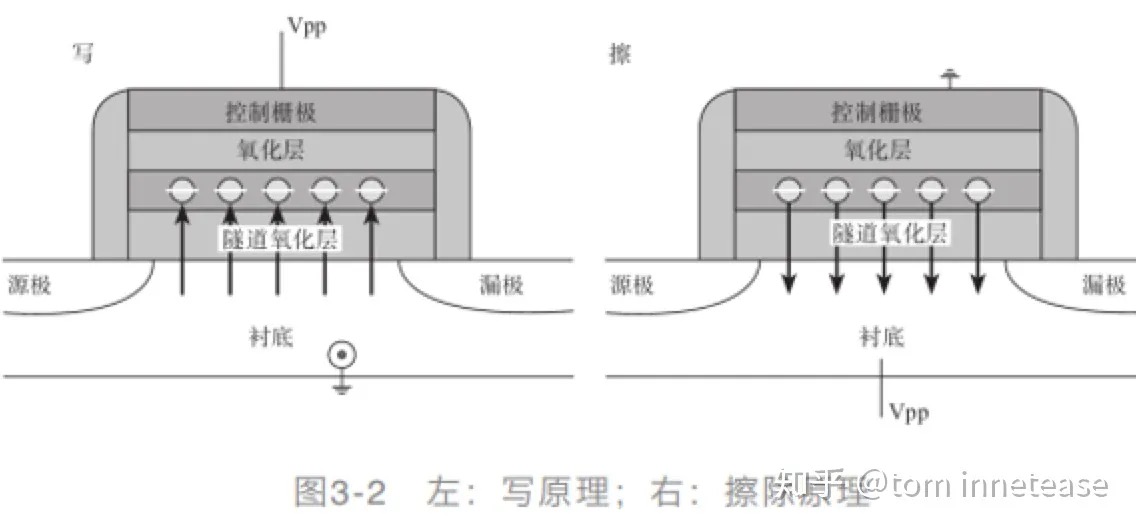 写
Vpp
控制栅极
氧化层
隧道氧化层
源极
漏极
衬底
擦
控制栅极
氧化层
隧道氧化层
源极
漏极
衬底
Vpp
图3-2 左：写原理；右：擦除原理
知乎 @tom innetease